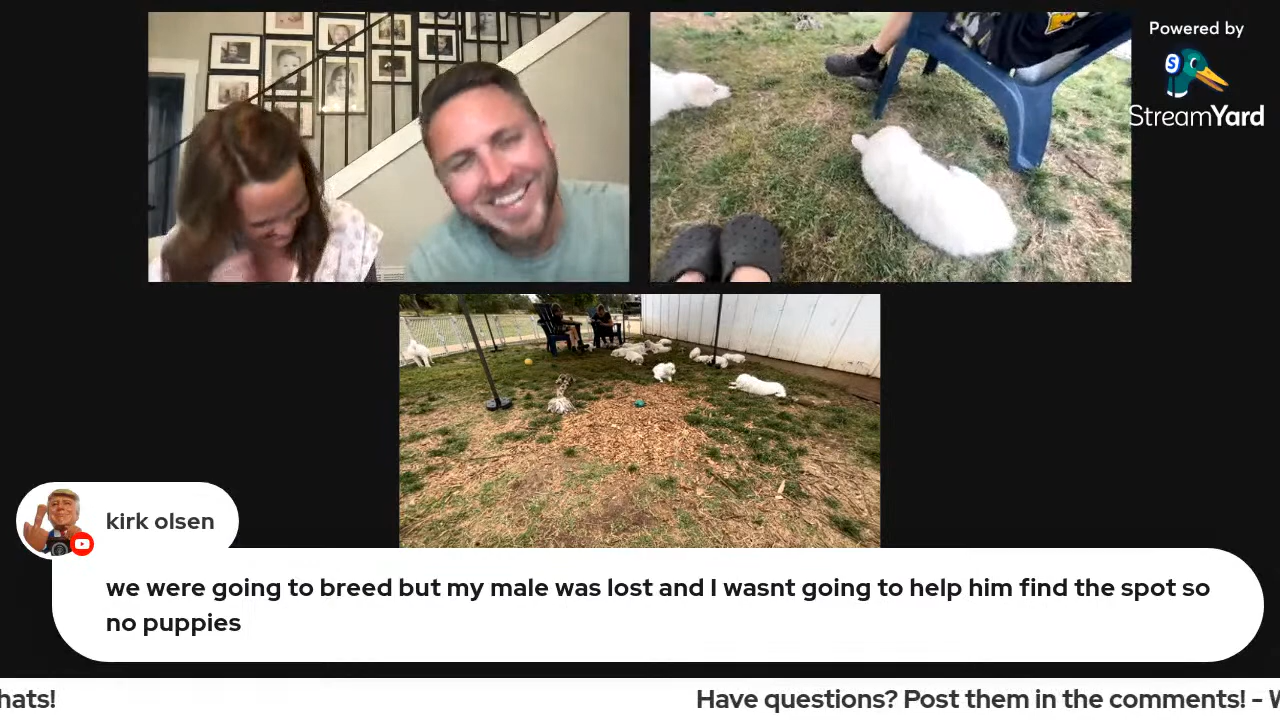 Powered by
StreamYard
kirk olsen
we were going to breed but my male was lost and I wasnt going to help him find the spot so
no puppies
hats! Have questions? Post them in the comments! - W